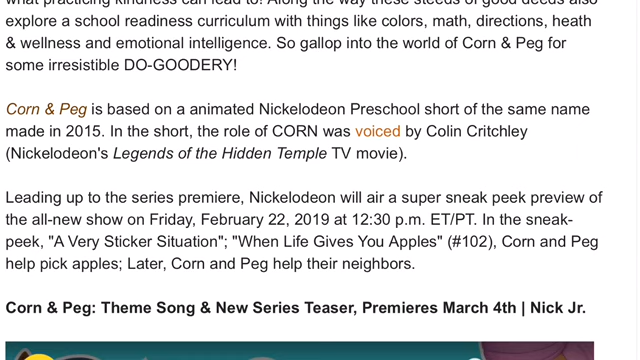 what practicing kindness can lead to! Along the way these steeds of good deeds also
explore a school readiness curriculum with things like colors, math, directions, heath
& wellness and emotional intelligence. So gallop into the world of Corn & Peg for
some irresistible DO-GOODERY!
Corn & Peg is based on a animated Nickelodeon Preschool short of the same name
made in 2015. In the short, the role of CORN was voiced by Colin Critchley
(Nickelodeon's Legends of the Hidden Temple TV movie).
Leading up to the series premiere, Nickelodeon will air a super sneak peek preview of
the all-new show on Friday, February 22, 2019 at 12:30 p.m. ET/PT. In the sneak-
peek, "A Very Sticker Situation"; "When Life Gives You Apples" (#102), Corn and Peg
help pick apples; Later, Corn and Peg help their neighbors.
Corn & Peg: Theme Song & New Series Teaser, Premieres March 4th | Nick Jr.